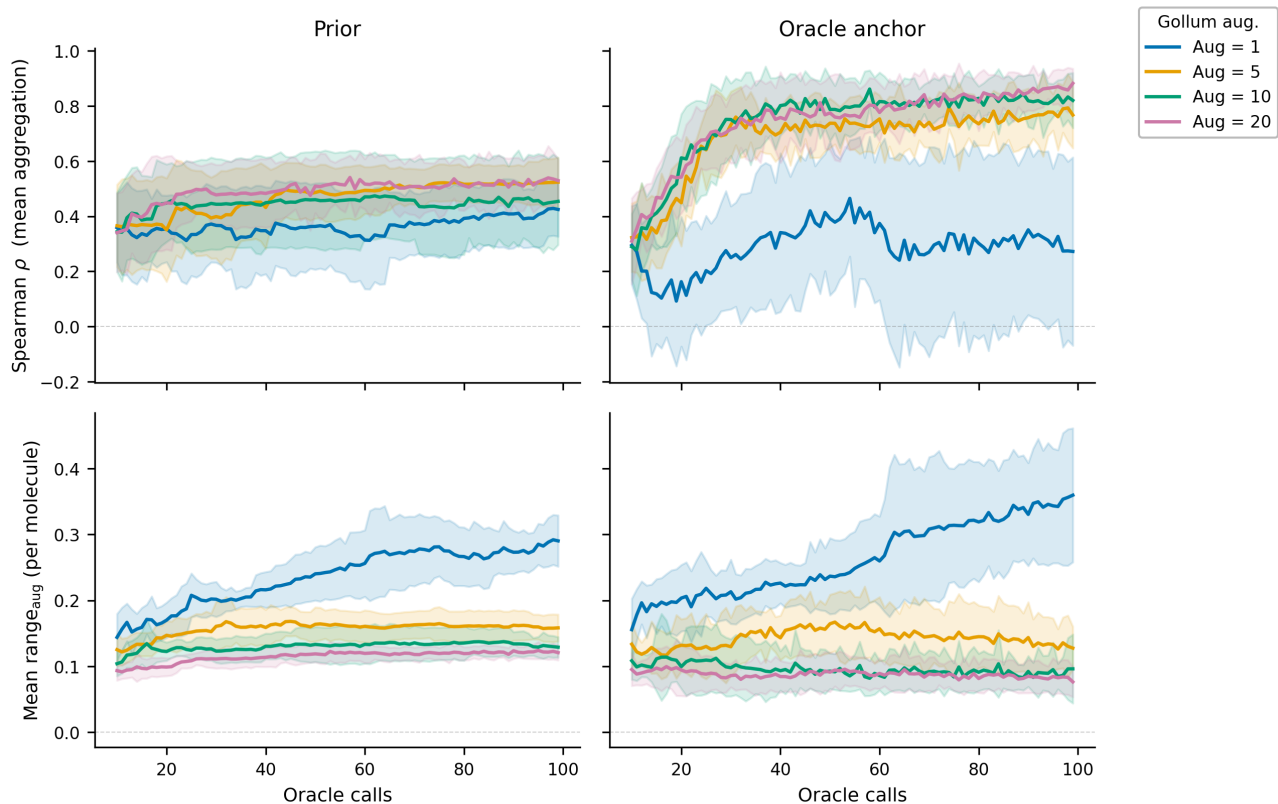 Prior
Oracle anchor
Gollum aug.
Aug = 1
Aug = 5
Aug = 10
Aug = 20
Spearman ρ (mean aggregation)
1.0
0.8
0.6
0.4
0.2
0.0
−0.2
Mean range_aug (per molecule)
0.4
0.3
0.2
0.1
0.0
20 40 60 80 100
20 40 60 80 100
Oracle calls
Oracle calls